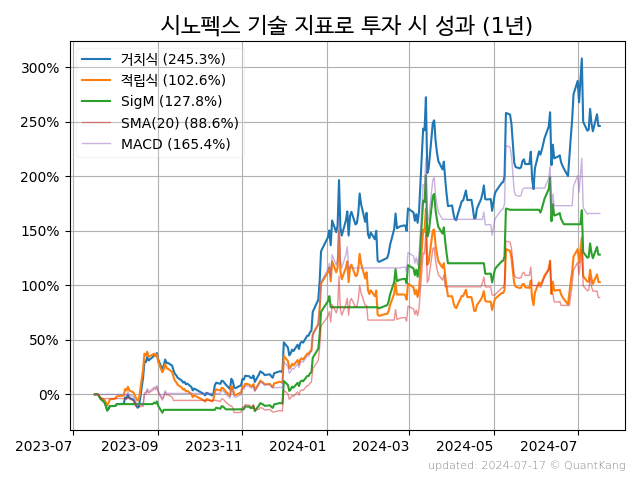 시노펙스 기술 지표로 투자 시 성과 (1년)
300%
250%
200%
150%
100%
50%
0%
거치식 (245.3%)
적립식 (102.6%)
SigM (127.8%)
SMA(20) (88.6%)
MACD (165.4%)
2023-07 2023-09 2023-11 2024-01 2024-03 2024-05 2024-07
updated: 2024-07-17 © QuantKang